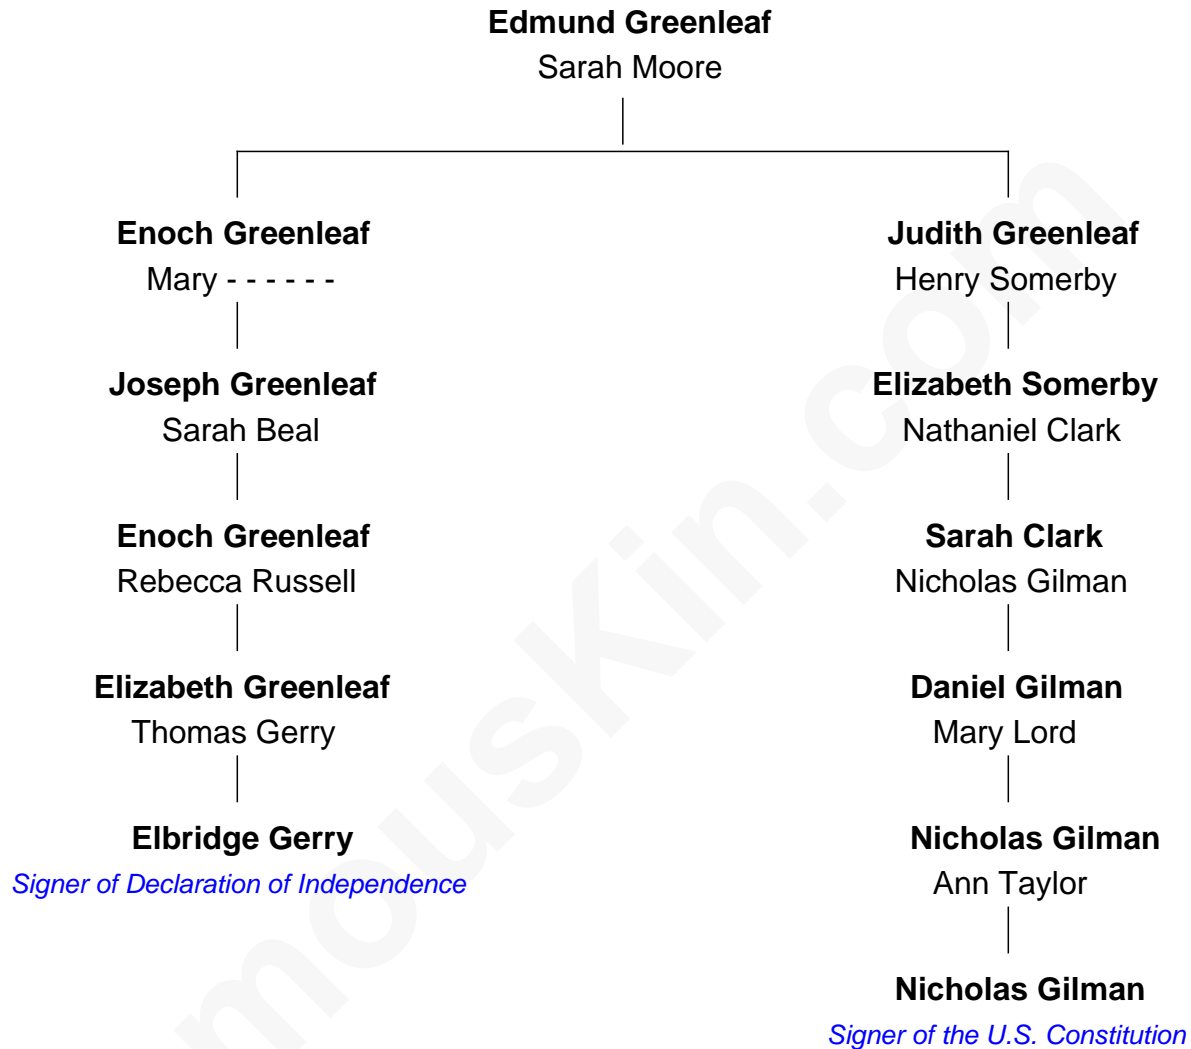 Edmund Greenleaf
Sarah Moore
Enoch Greenleaf
Mary - - - - - -
Judith Greenleaf
Henry Somerby
Joseph Greenleaf
Sarah Beal
Elizabeth Somerby
Nathaniel Clark
Enoch Greenleaf
Rebecca Russell
Sarah Clark
Nicholas Gilman
Elizabeth Greenleaf
Thomas Gerry
Daniel Gilman
Mary Lord
Elbridge Gerry
Signer of Declaration of Independence
Nicholas Gilman
Ann Taylor
Nicholas Gilman
Signer of the U.S. Constitution
mouskin.com